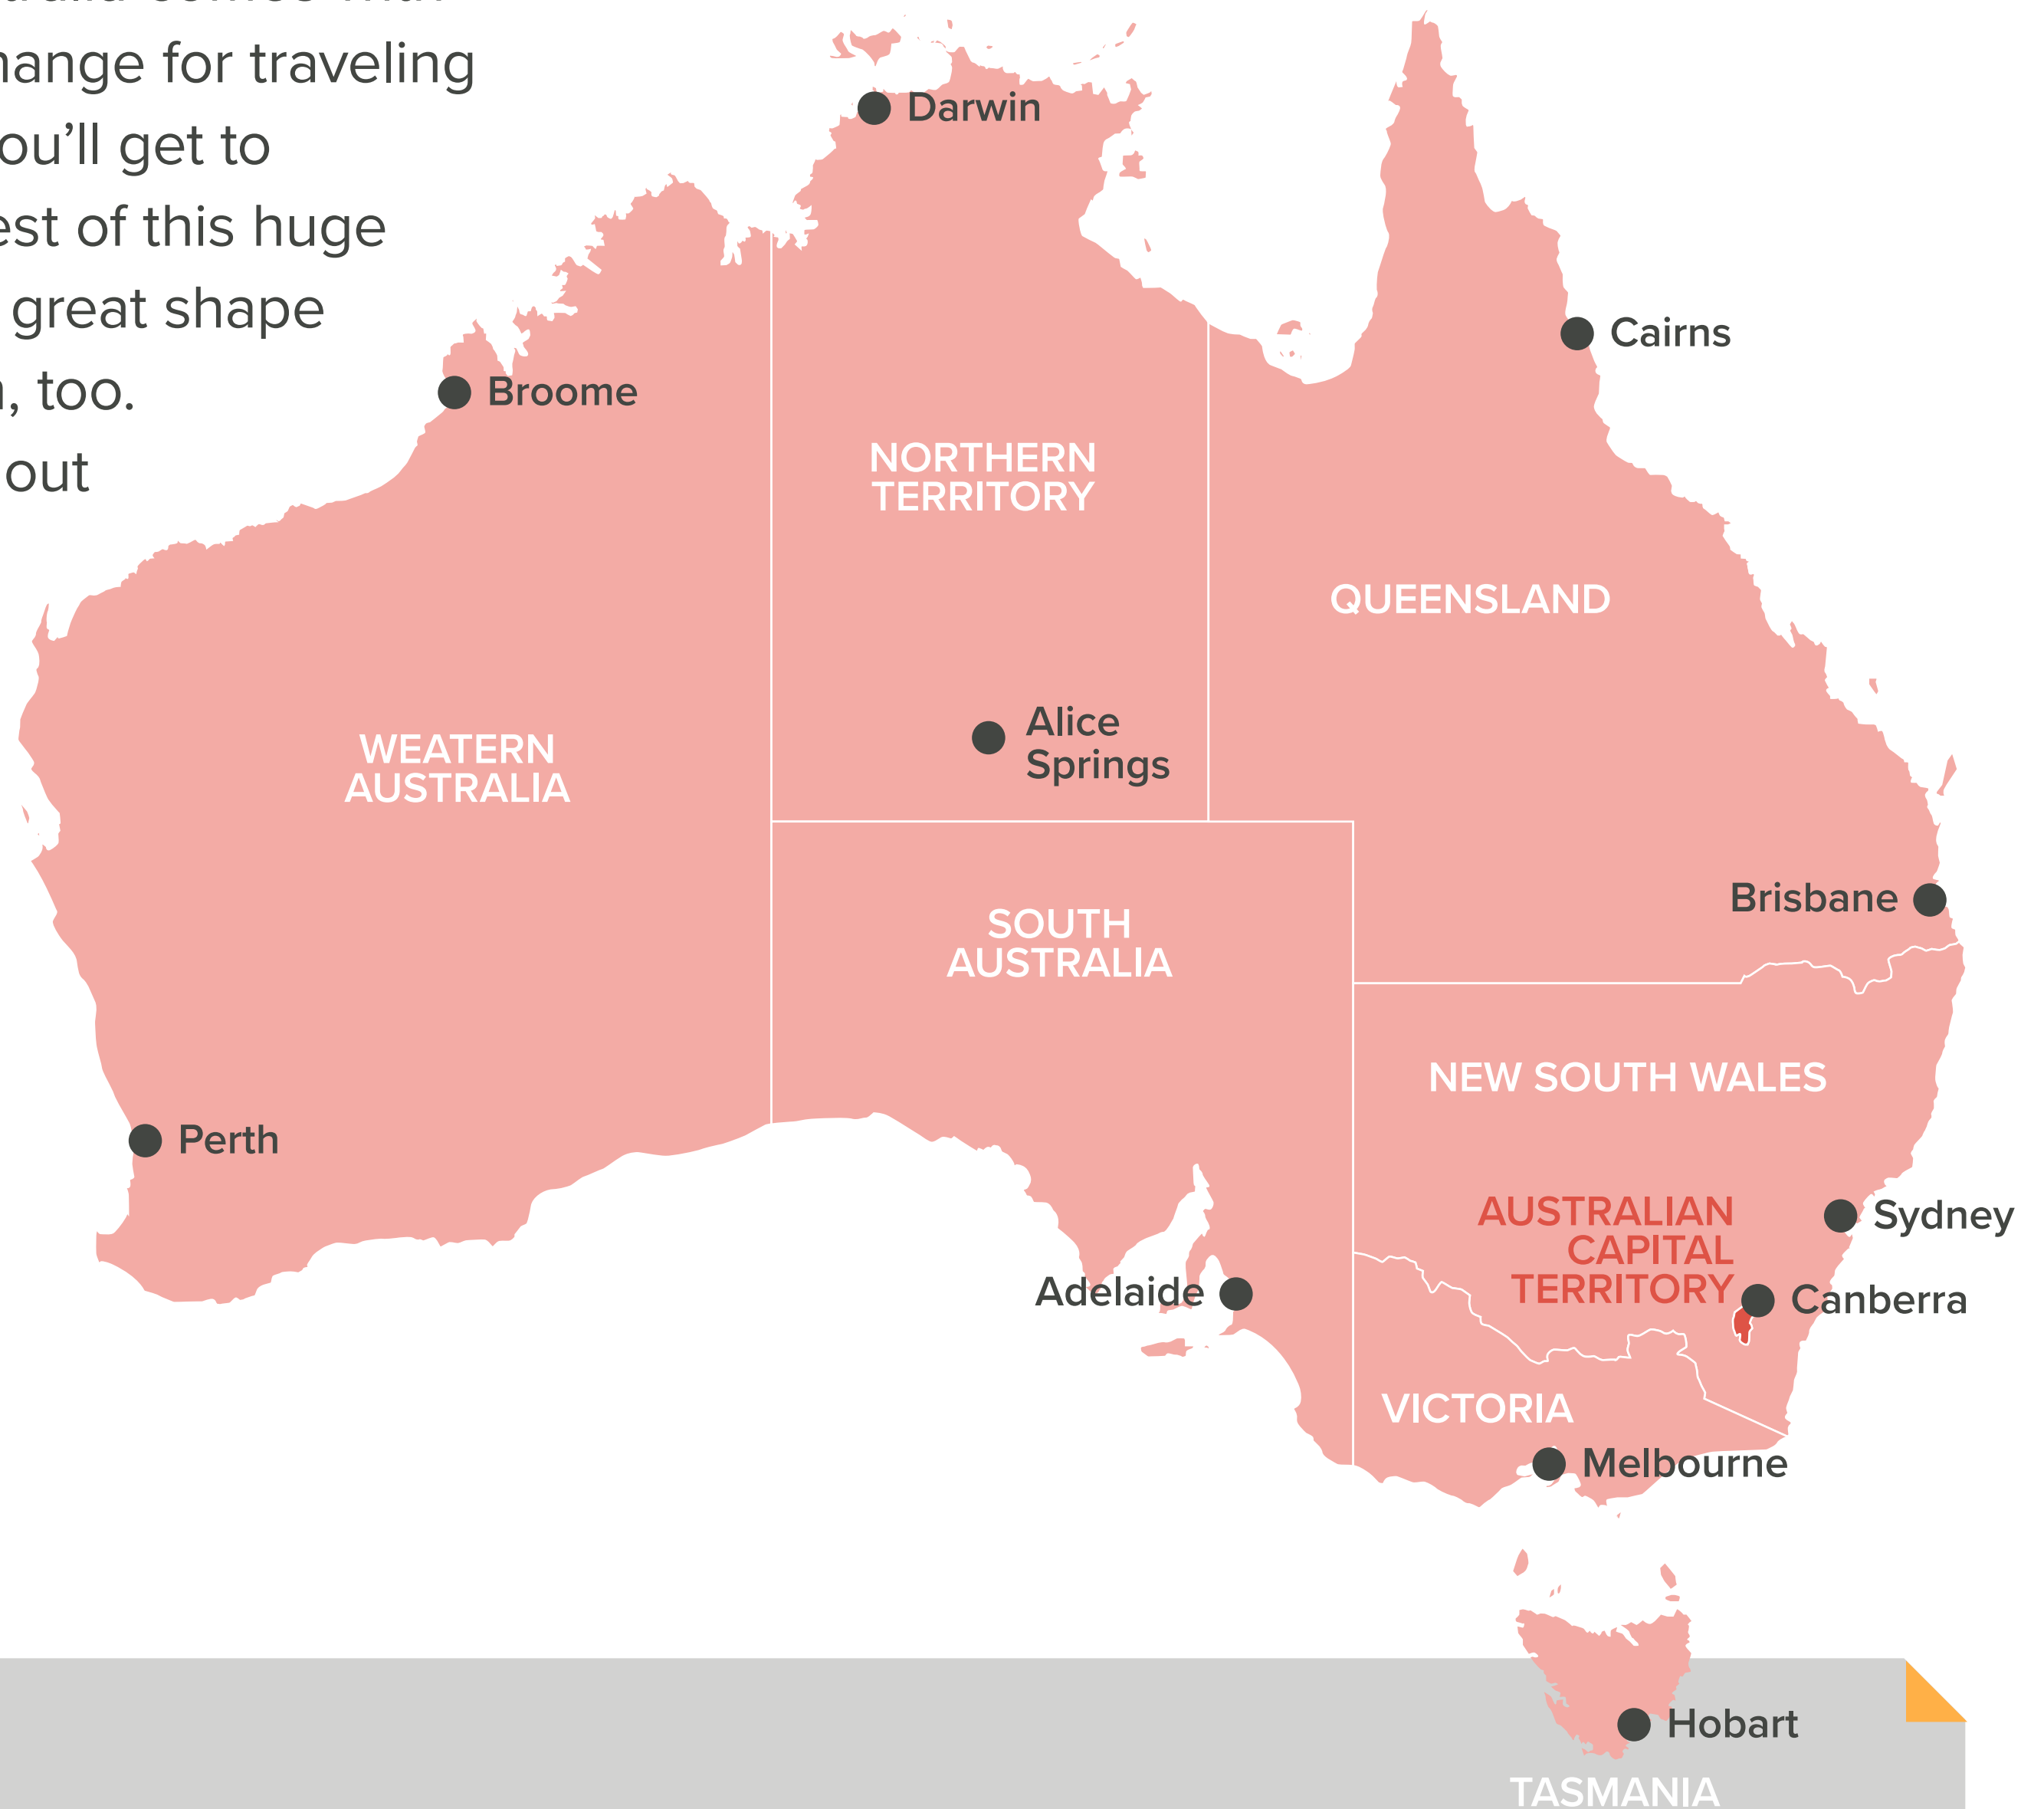 ange for traveling
ou'll get to
est of this huge
great shape
, too.
out
Darwin
Cairns
Broome
NORTHERN
TERRITORY
QUEENSLAND
Alice
Springs
WEATERN
AUSTRALIA
Brisbane
SOUTH
AUSTRALIA
NEW SOUTH WALES
Perth
AUSTRALIAN
CAPITAL
TERRITORY
Sydney
Canberra
Adelaide
VICTORIA
Melbourne
Hobart
TASMANIA